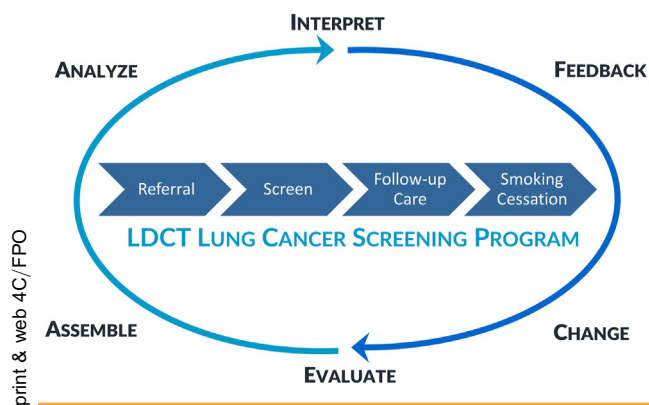 INTERPRET
ANALYZE
FEEDBACK
Referral
Screen
Follow-up
Care
Smoking
Cessation
LDCT LUNG CANCER SCREENING PROGRAM
ASSEMBLE
CHANGE
EVALUATE
print & web 4C/FPO